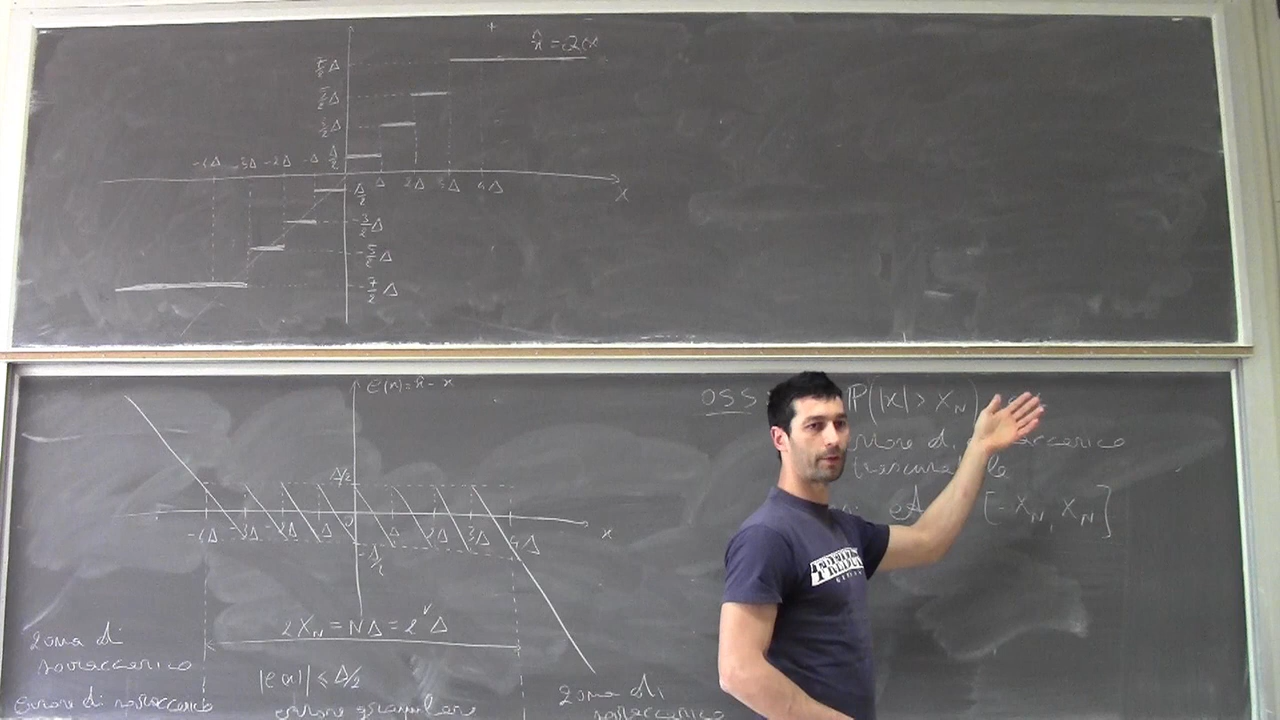 7/2 Δ
5/2 Δ
3/2 Δ
Δ/2
-4Δ -3Δ -2Δ -Δ
Δ 2Δ 3Δ 4Δ
x
-Δ/2
-3/2 Δ
-5/2 Δ
-7/2 Δ
e(x)=x̂-x
Δ/2
-4Δ -3Δ -2Δ -Δ 0 Δ 2Δ 3Δ 4Δ
x
-Δ/2
2X_N = NΔ = 2^ν Δ
zona di
sovraccarico
errore di sovraccarico
|e(x)| ≤ Δ/2
errore granulare
zona di
sovraccarico
OSS
P(|x| > X_N)
errore di
[-X_N, X_N]